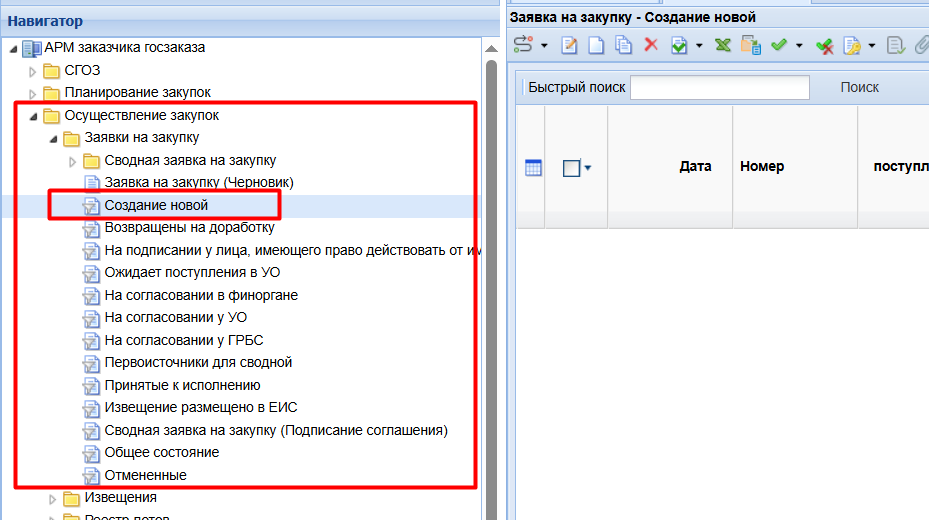 Навигатор
АРМ заказчика госзаказа
СГОЗ
Планирование закупок
Осуществление закупок
Заявки на закупку
Сводная заявка на закупку
Заявка на закупку (Черновик)
Создание новой
Возвращены на доработку
На подписании у лица, имеющего право действовать от им
Ожидает поступления в УО
На согласовании в финоргане
На согласовании у УО
На согласовании у ГРБС
Первоисточники для сводной
Принятые к исполнению
Извещение размещено в ЕИС
Сводная заявка на закупку (Подписание соглашения)
Общее состояние
Отмененные
Извещения
Заявка на закупку - Создание новой
Быстрый поиск Поиск
Дата Номер поступл